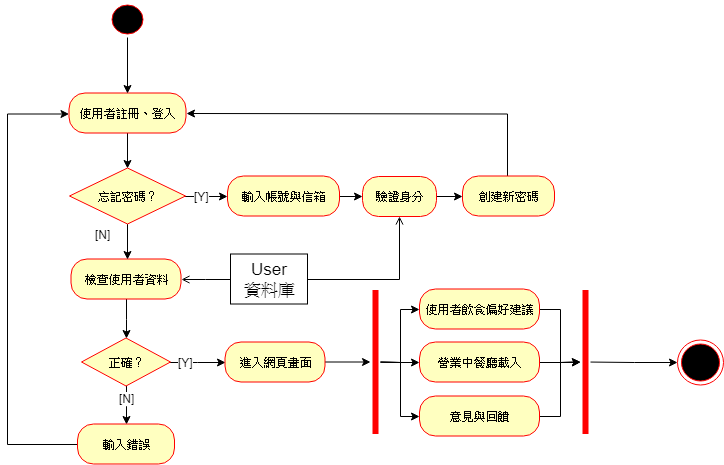 使用者註冊、登入
忘記密碼？
[Y]
輸入帳號與信箱
驗證身分
創建新密碼
[N]
檢查使用者資料
User
資料庫
正確？
[Y]
進入網頁畫面
使用者飲食偏好建議
營業中餐廳載入
意見與回饋
[N]
輸入錯誤